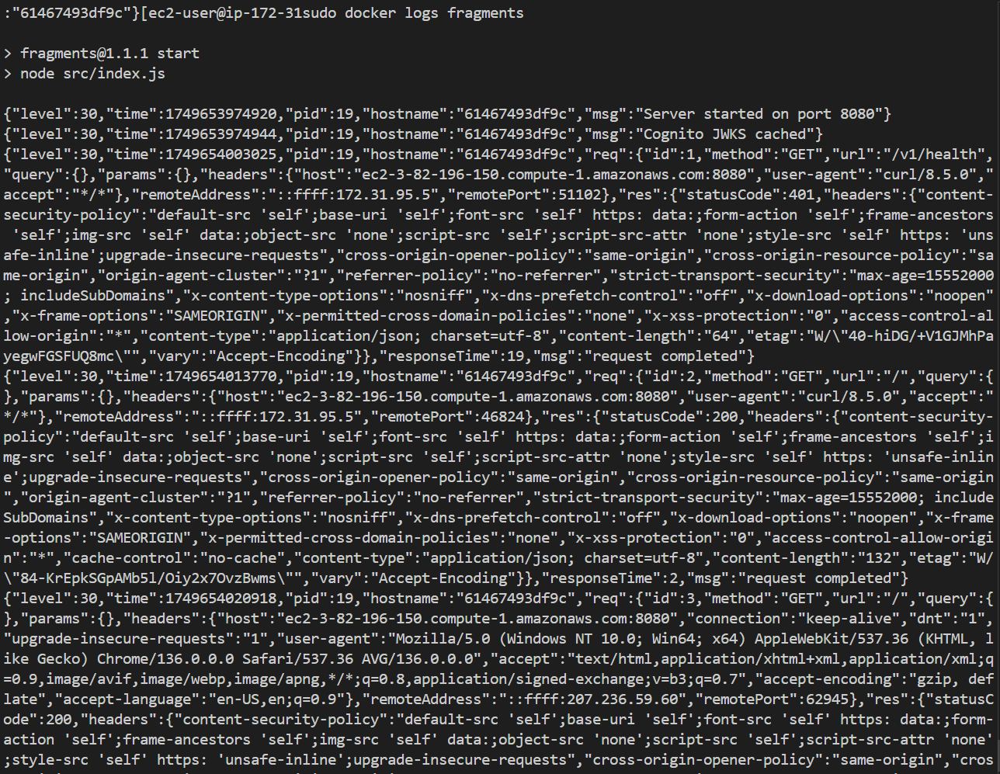 :"61467493df9c"}[ec2-user@ip-172-31sudo docker logs fragments
> fragments@1.1.1 start
> node src/index.js
{"level":30,"time":1749653974920,"pid":19,"hostname":"61467493df9c","msg":"Server started on port 8080"}
{"level":30,"time":1749653974944,"pid":19,"hostname":"61467493df9c","msg":"Cognito JWKS cached"}
{"level":30,"time":1749654003025,"pid":19,"hostname":"61467493df9c","req":{"id":1,"method":"GET","url":"/v1/health",
"query":{},"params":{},"headers":{"host":"ec2-3-82-196-150.compute-1.amazonaws.com:8080","user-agent":"curl/8.5.0","
accept":"*/*"},"remoteAddress":"::ffff:172.31.95.5","remotePort":51102},"res":{"statusCode":401,"headers":{"content-
security-policy":"default-src 'self';base-uri 'self';font-src 'self' https: data:;form-action 'self';frame-ancestors
 'self';img-src 'self' data:;object-src 'none';script-src 'self';script-src-attr 'none';style-src 'self' https: 'uns
afe-inline';upgrade-insecure-requests","cross-origin-opener-policy":"same-origin","cross-origin-resource-policy":"sa
me-origin","origin-agent-cluster":"?1","referrer-policy":"no-referrer","strict-transport-security":"max-age=15552000
; includeSubDomains","x-content-type-options":"nosniff","x-dns-prefetch-control":"off","x-download-options":"noopen"
,"x-frame-options":"SAMEORIGIN","x-permitted-cross-domain-policies":"none","x-xss-protection":"0","access-control-al
low-origin":"*","content-type":"application/json; charset=utf-8","content-length":"64","etag":"W/\"40-hiDG/+V1GJMhPa
yegwFGSFUQ8mc\"","vary":"Accept-Encoding"}},"responseTime":19,"msg":"request completed"}
{"level":30,"time":1749654013770,"pid":19,"hostname":"61467493df9c","req":{"id":2,"method":"GET","url":"/","query":{
},"params":{},"headers":{"host":"ec2-3-82-196-150.compute-1.amazonaws.com:8080","user-agent":"curl/8.5.0","accept":"
*/*"},"remoteAddress":"::ffff:172.31.95.5","remotePort":46824},"res":{"statusCode":200,"headers":{"content-security-
policy":"default-src 'self';base-uri 'self';font-src 'self' https: data:;form-action 'self';frame-ancestors 'self';i
mg-src 'self' data:;object-src 'none';script-src 'self';script-src-attr 'none';style-src 'self' https: 'unsafe-inlin
e';upgrade-insecure-requests","cross-origin-opener-policy":"same-origin","cross-origin-resource-policy":"same-origin
","origin-agent-cluster":"?1","referrer-policy":"no-referrer","strict-transport-security":"max-age=15552000; include
SubDomains","x-content-type-options":"nosniff","x-dns-prefetch-control":"off","x-download-options":"noopen","x-frame
-options":"SAMEORIGIN","x-permitted-cross-domain-policies":"none","x-xss-protection":"0","access-control-allow-origi
n":"*","cache-control":"no-cache","content-type":"application/json; charset=utf-8","content-length":"132","etag":"W/
\"84-KrEpkSGpAMb5l/Oiy2x7OvzBwms\"","vary":"Accept-Encoding"}},"responseTime":2,"msg":"request completed"}
{"level":30,"time":1749654020918,"pid":19,"hostname":"61467493df9c","req":{"id":3,"method":"GET","url":"/","query":{
},"params":{},"headers":{"host":"ec2-3-82-196-150.compute-1.amazonaws.com:8080","connection":"keep-alive","dnt":"1",
"upgrade-insecure-requests":"1","user-agent":"Mozilla/5.0 (Windows NT 10.0; Win64; x64) AppleWebKit/537.36 (KHTML, l
ike Gecko) Chrome/136.0.0.0 Safari/537.36 AVG/136.0.0.0","accept":"text/html,application/xhtml+xml,application/xml;q
=0.9,image/avif,image/webp,image/apng,*/*;q=0.8,application/signed-exchange;v=b3;q=0.7","accept-encoding":"gzip, def
late","accept-language":"en-US,en;q=0.9"},"remoteAddress":"::ffff:207.236.59.60","remotePort":62945},"res":{"statusC
ode":200,"headers":{"content-security-policy":"default-src 'self';base-uri 'self';font-src 'self' https: data:;form-
action 'self';frame-ancestors 'self';img-src 'self' data:;object-src 'none';script-src 'self';script-src-attr 'none'
;style-src 'self' https: 'unsafe-inline';upgrade-insecure-requests","cross-origin-opener-policy":"same-origin","cros